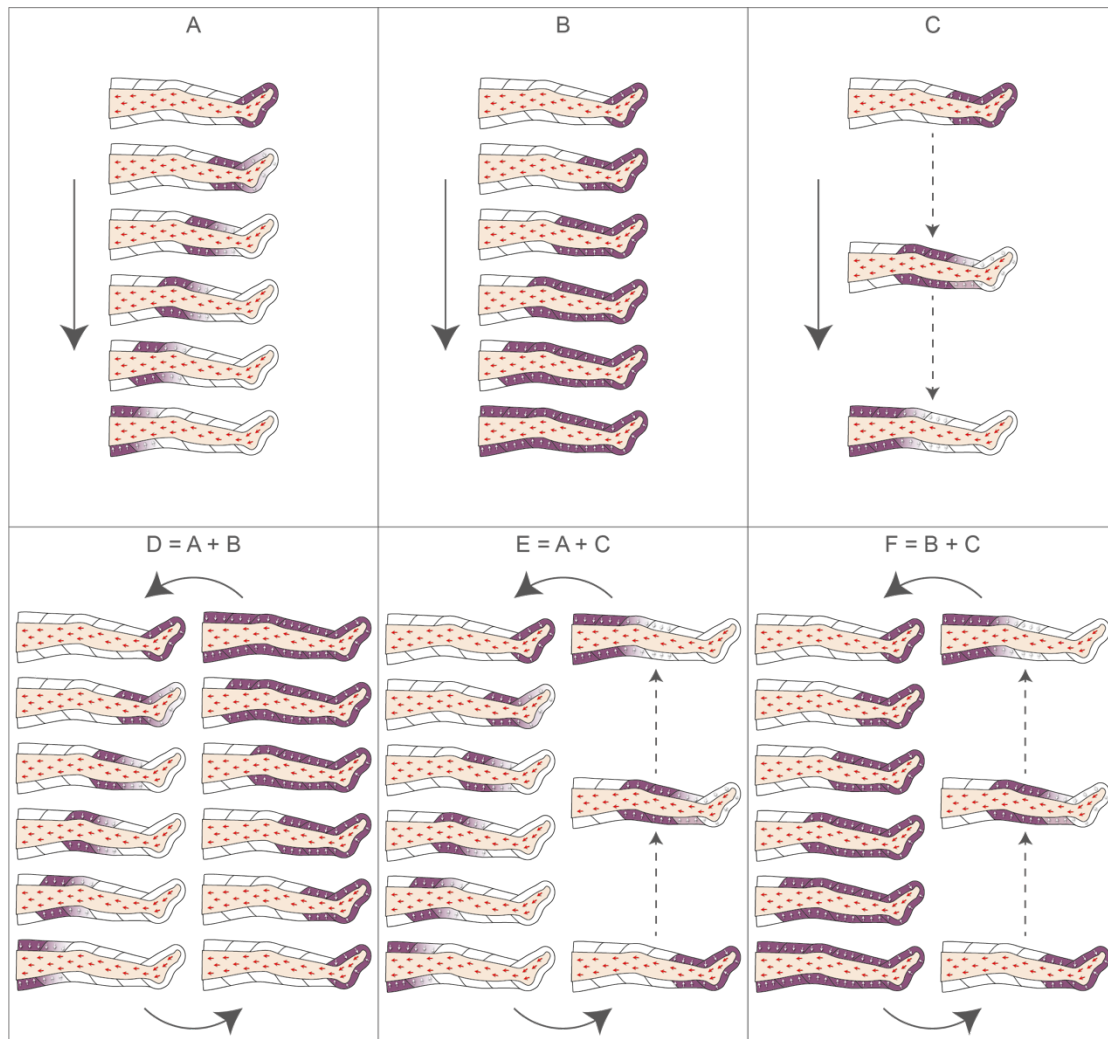 A
B
C
D = A + B
E = A + C
F = B + C